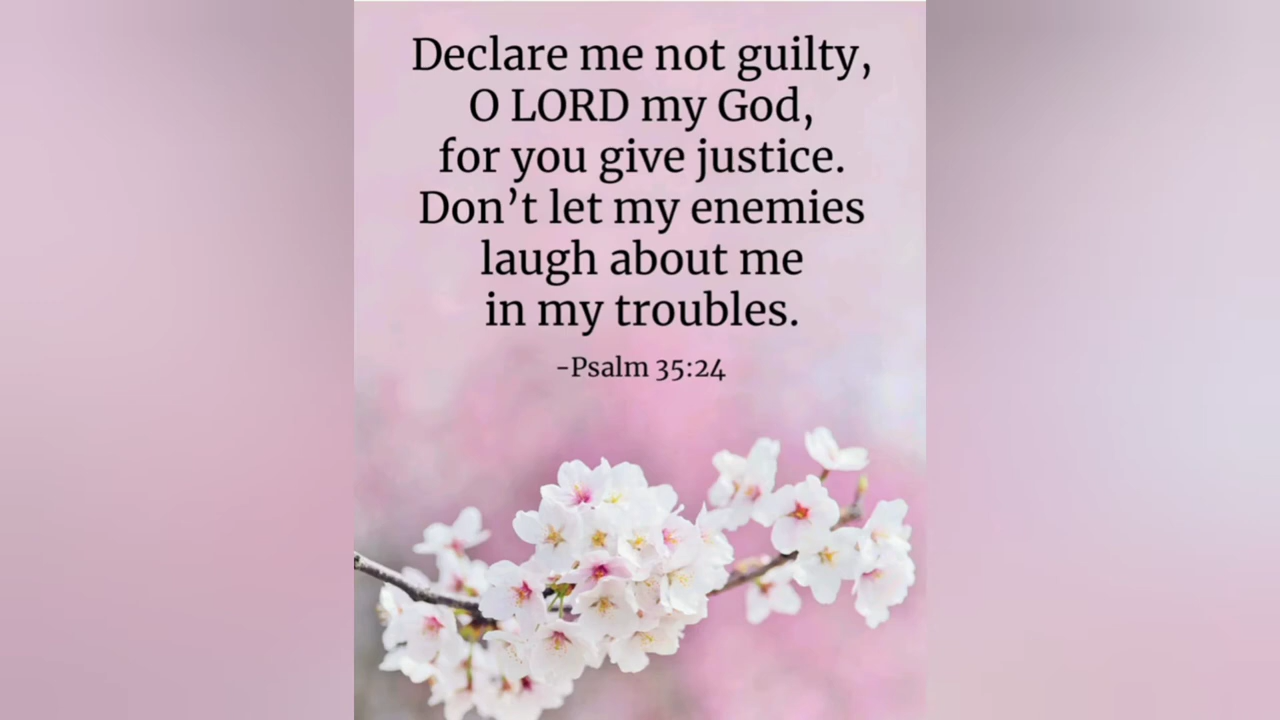 Declare me not guilty,
O LORD my God,
for you give justice.
Don’t let my enemies
laugh about me
in my troubles.
-Psalm 35:24